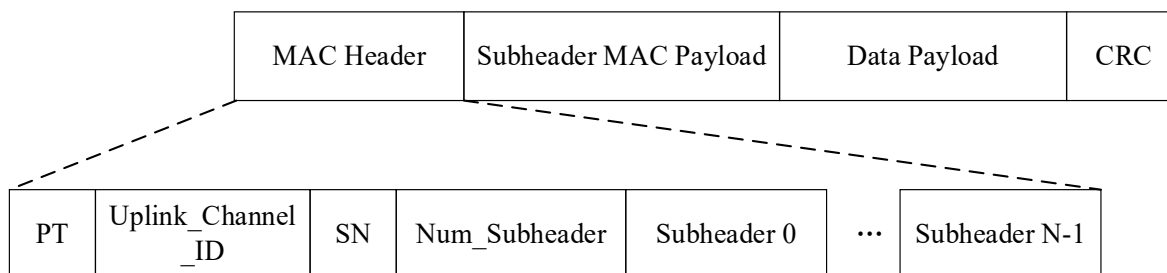 MAC Header
Subheader MAC Payload
Data Payload
CRC
PT
Uplink_Channel
_ID
SN
Num_Subheader
Subheader 0
...
Subheader N-1